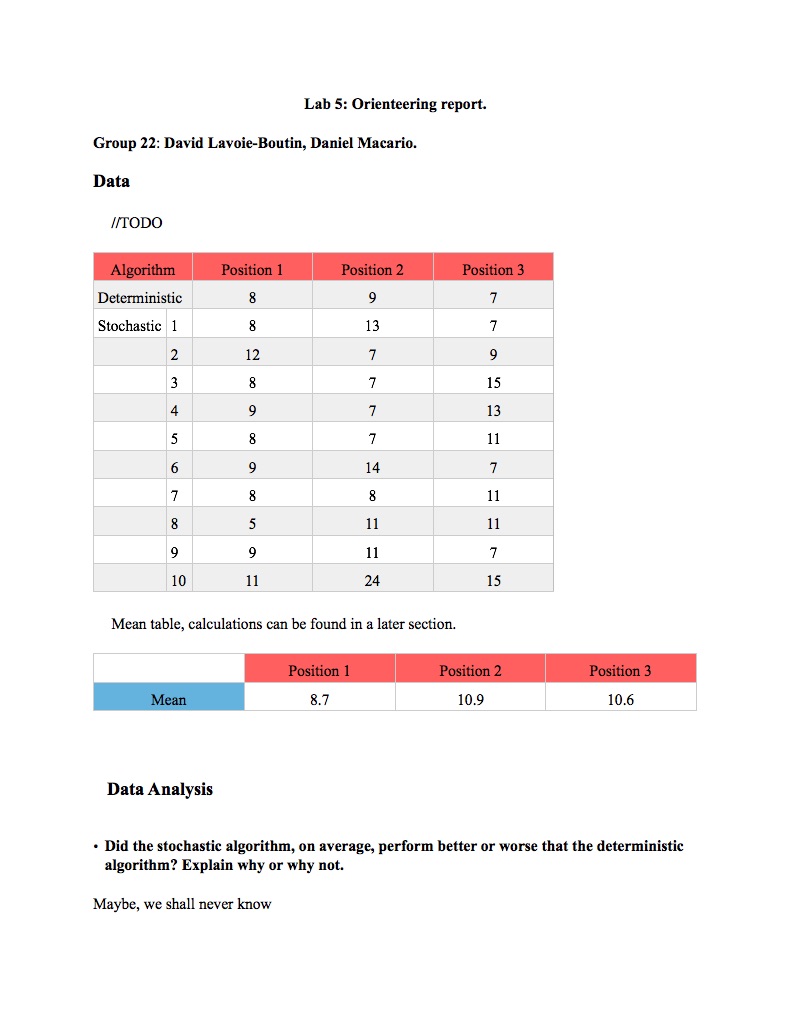 Lab 5: Orienteering report.
Group 22: David Lavoie-Boutin, Daniel Macario.
Data
//TODO
Algorithm Position 1 Position 2 Position 3
Deterministic 8 9 7
Stochastic 1 8 13 7
2 12 7 9
3 8 7 15
4 9 7 13
5 8 7 11
6 9 14 7
7 8 8 11
8 5 11 11
9 9 11 7
10 11 24 15
Mean table, calculations can be found in a later section.
Position 1 Position 2 Position 3
Mean 8.7 10.9 10.6
Data Analysis
• Did the stochastic algorithm, on average, perform better or worse that the deterministic
algorithm? Explain why or why not.
Maybe, we shall never know